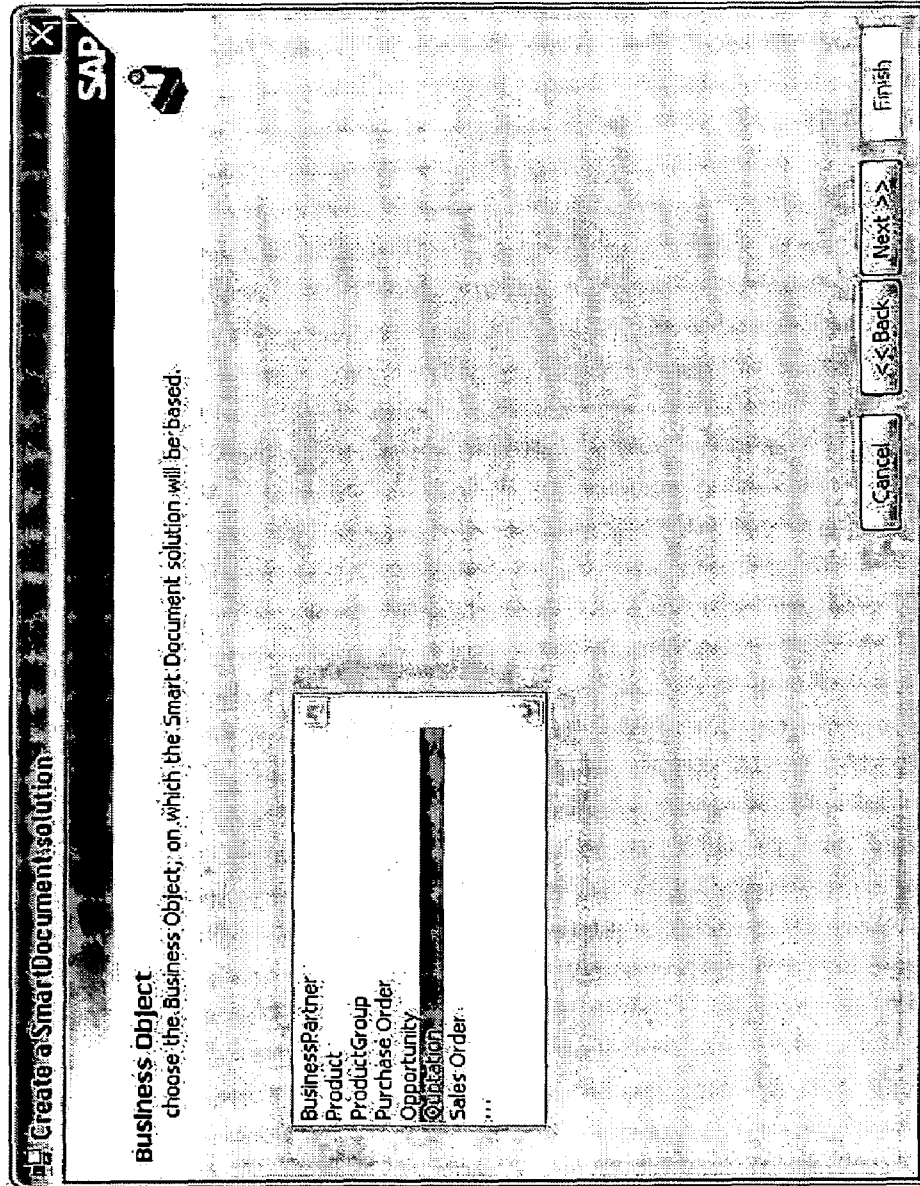 Create a SmartDocument solution
SAP
Business Object
choose the Business Object, on which the Smart Document solution will be based.
BusinessPartner
Product
ProductGroup
Purchase Order
Opportunity
Quotation
Sales Order
...
Cancel
<< Back
Next >>
Finish